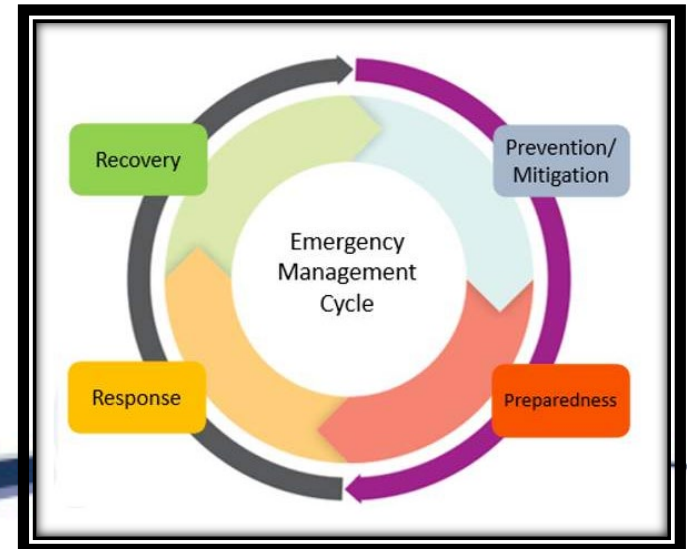 Recovery
Prevention/
Mitigation
Emergency
Management
Cycle
Response
Preparedness